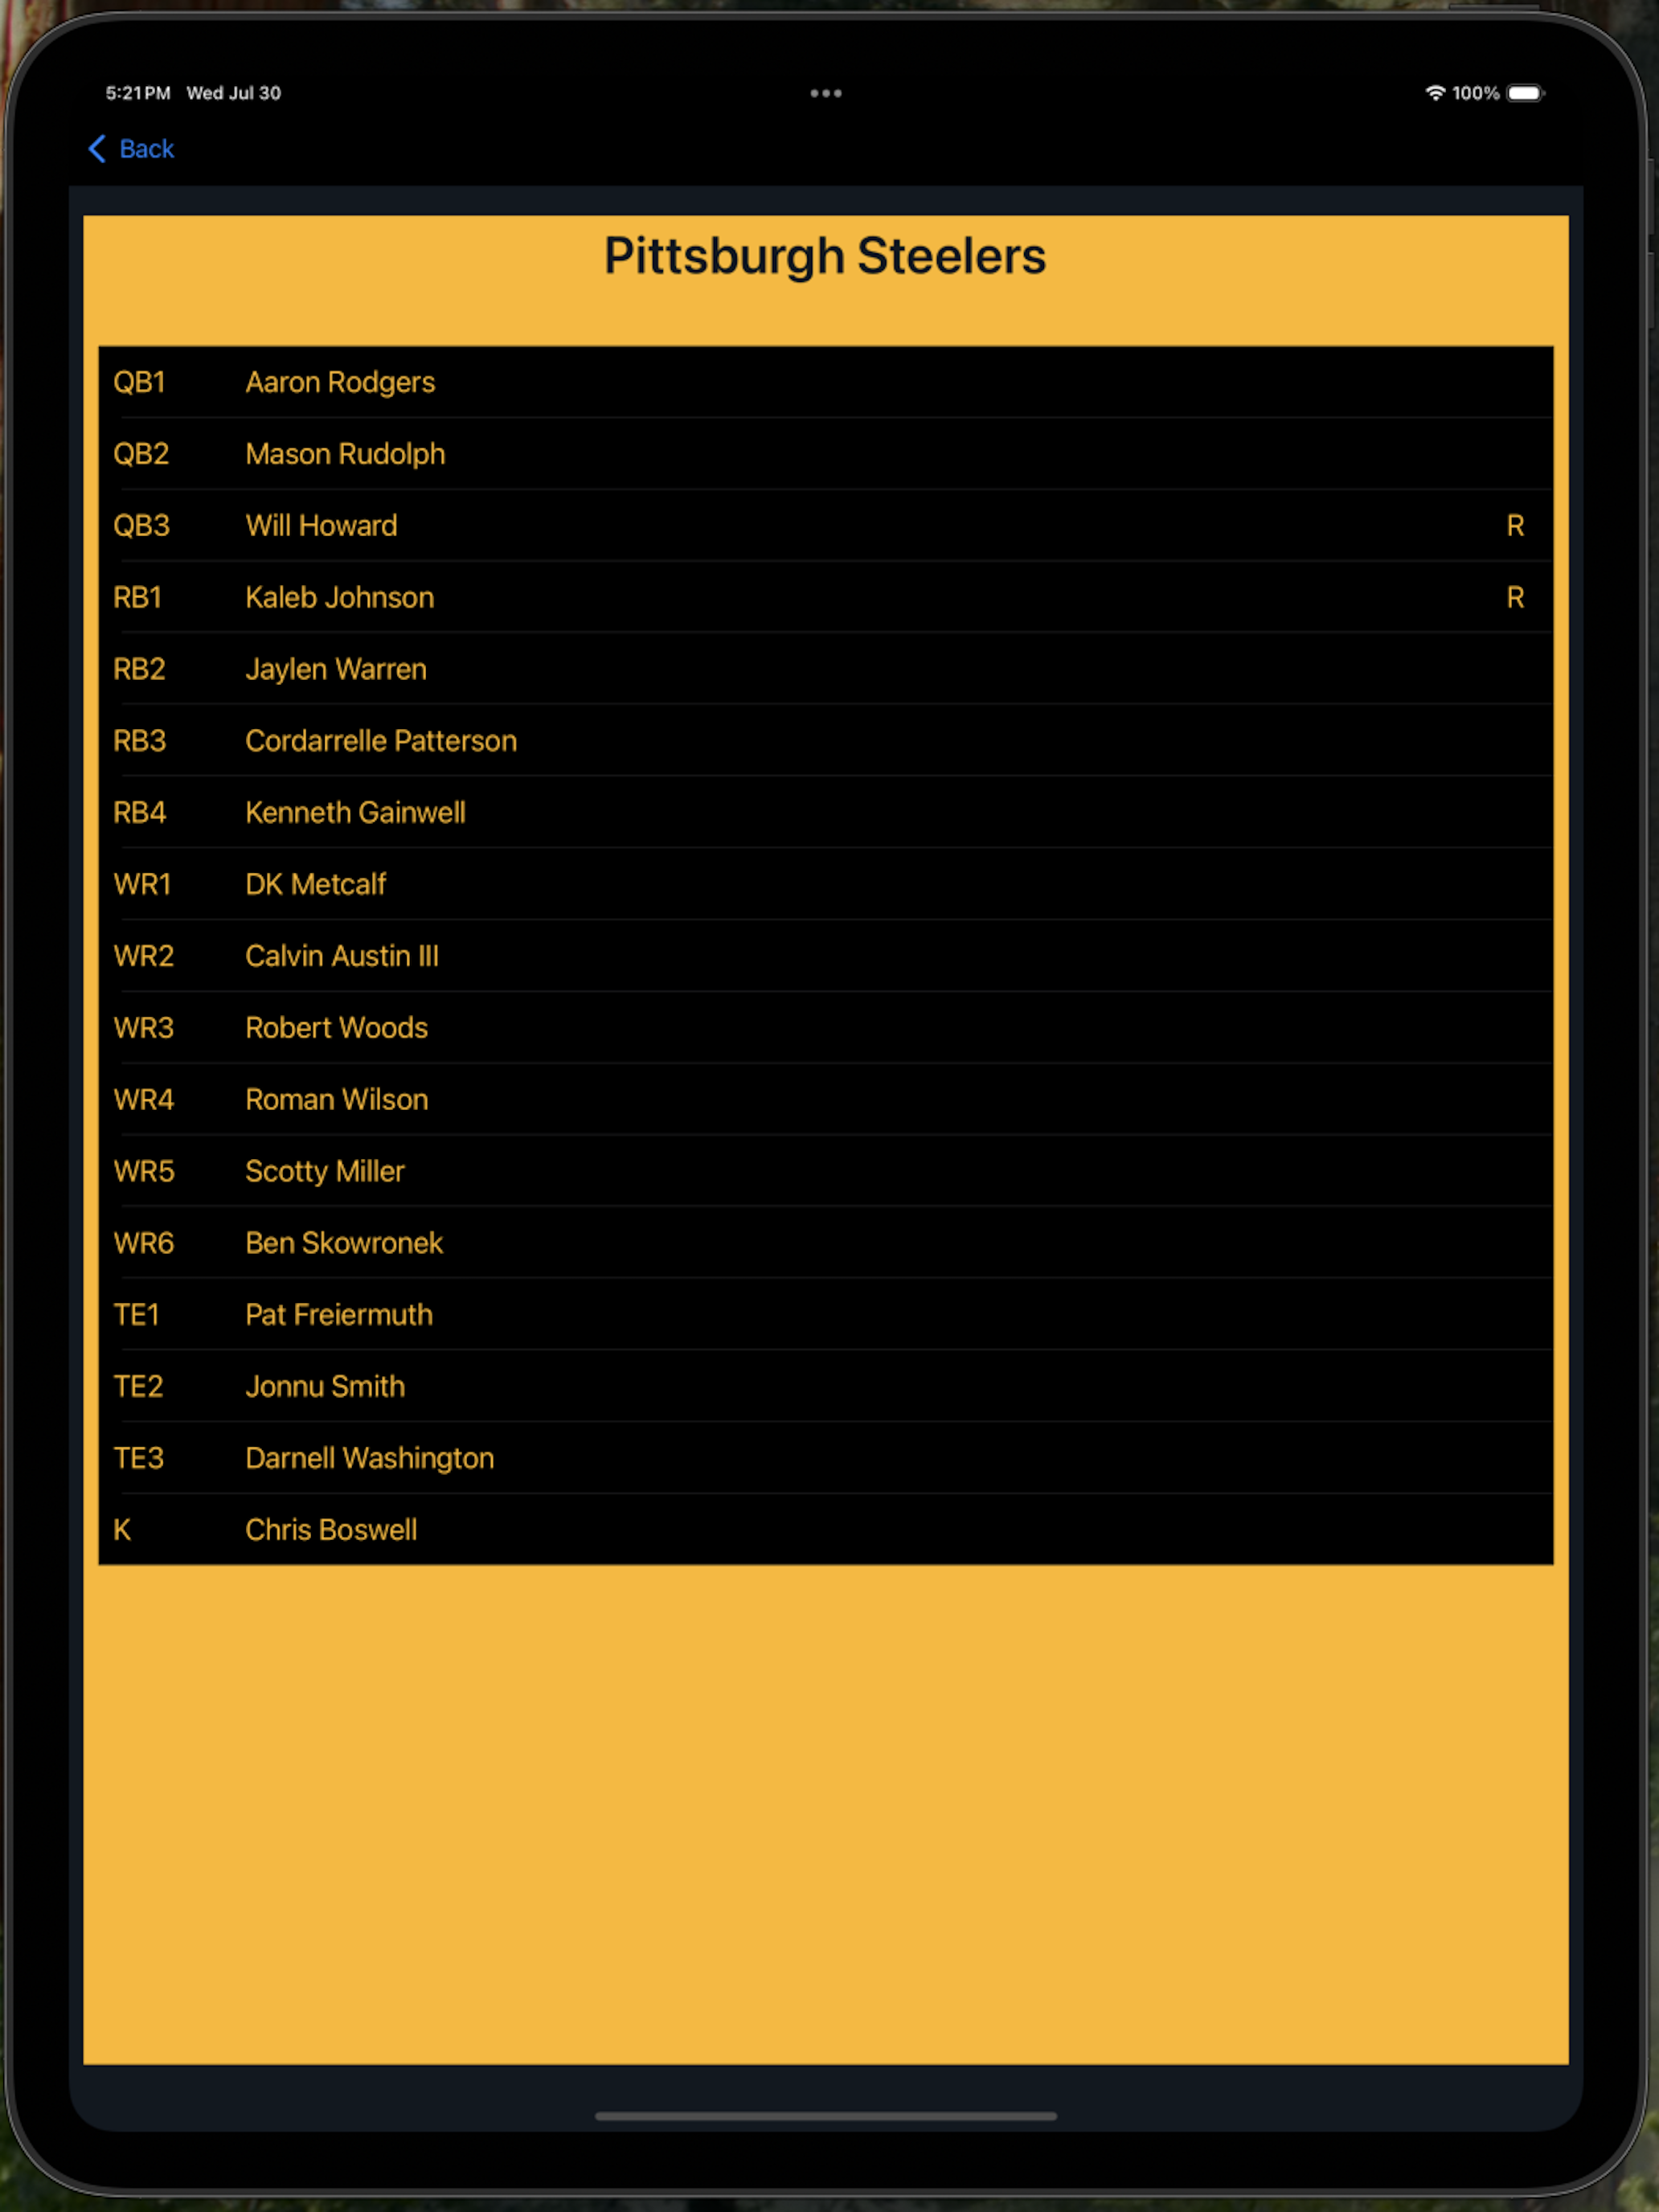 5:21 PM Wed Jul 30 100%
Back
Pittsburgh Steelers
QB1 Aaron Rodgers
QB2 Mason Rudolph
QB3 Will Howard R
RB1 Kaleb Johnson R
RB2 Jaylen Warren
RB3 Cordarrelle Patterson
RB4 Kenneth Gainwell
WR1 DK Metcalf
WR2 Calvin Austin III
WR3 Robert Woods
WR4 Roman Wilson
WR5 Scotty Miller
WR6 Ben Skowronek
TE1 Pat Freiermuth
TE2 Jonnu Smith
TE3 Darnell Washington
K Chris Boswell